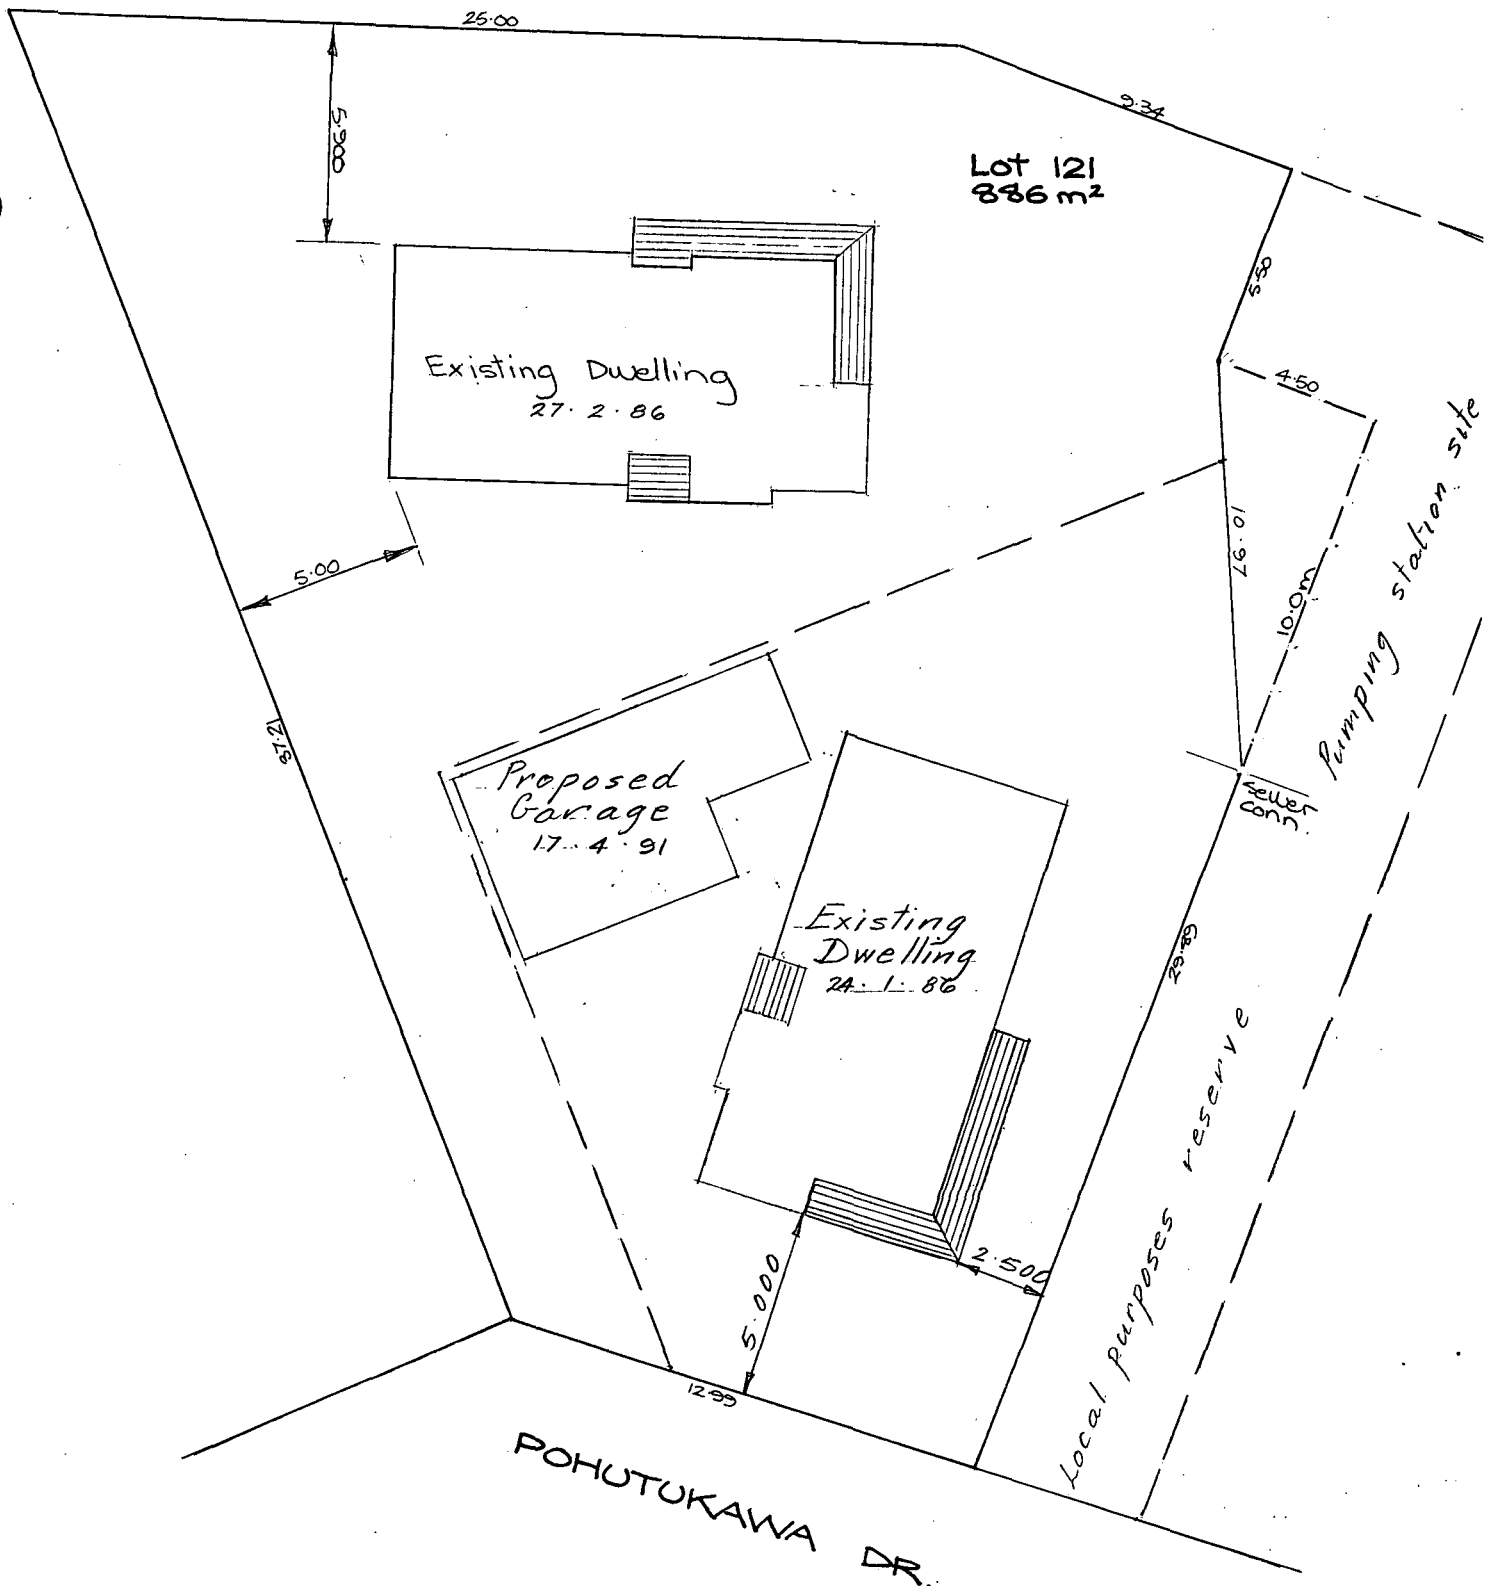 25.00
9.34
5.900
Lot 121
886 m²
5.50
Existing Dwelling
27. 2. 86
4.50
Pumping station site
10.97
10.0m
5.00
37.21
Proposed
Garage
17. 4. 91
sewer
conn.
Existing
Dwelling
24. 1. 86
29.89
Local purposes reserve
2.500
5.000
12.99
POHUTUKAWA DR.